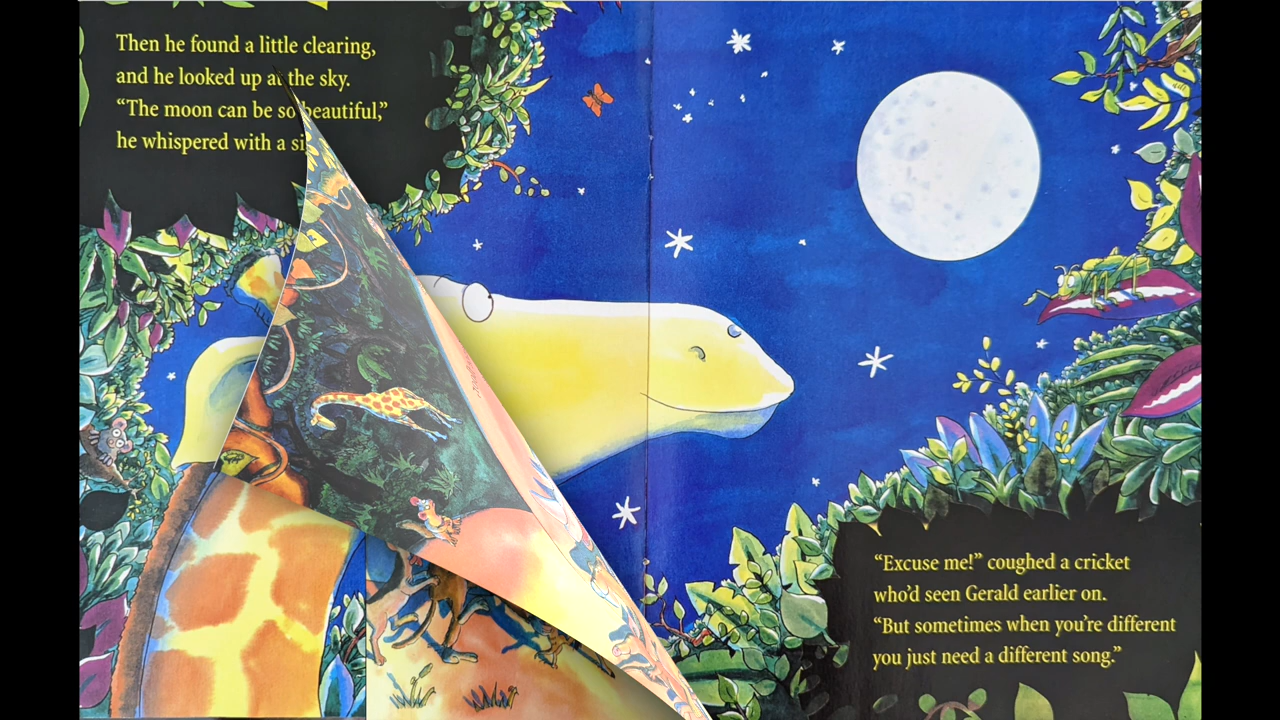 Then he found a little clearing,
and he looked up at the sky.
“The moon can be so beautiful,”
he whispered with a si
“Excuse me!” coughed a cricket
who’d seen Gerald earlier on.
“But sometimes when you’re different
you just need a different song.”